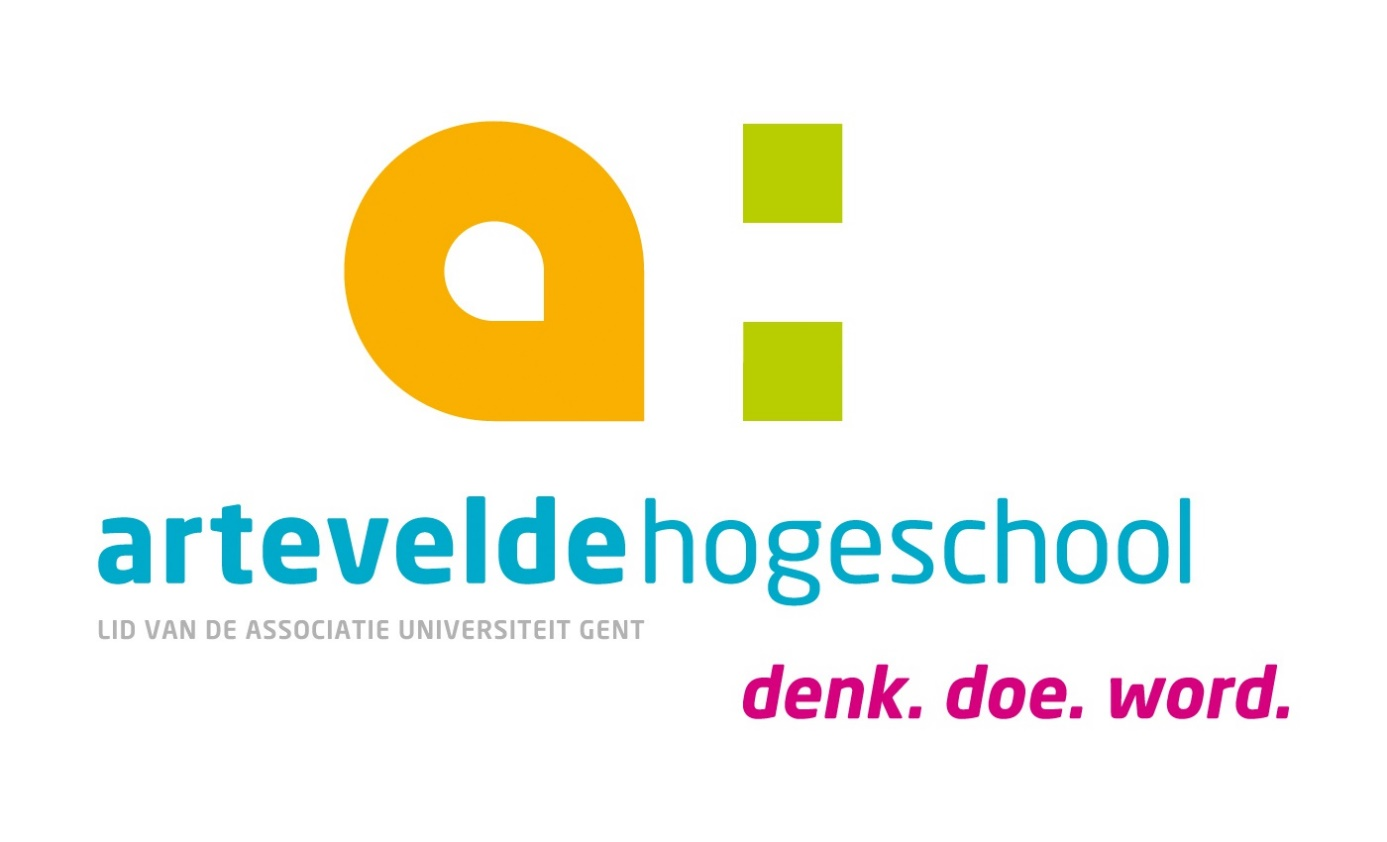 a:
arteveldehogeschool
LID VAN DE ASSOCIATIE UNIVERSITEIT GENT
denk. doe. word.